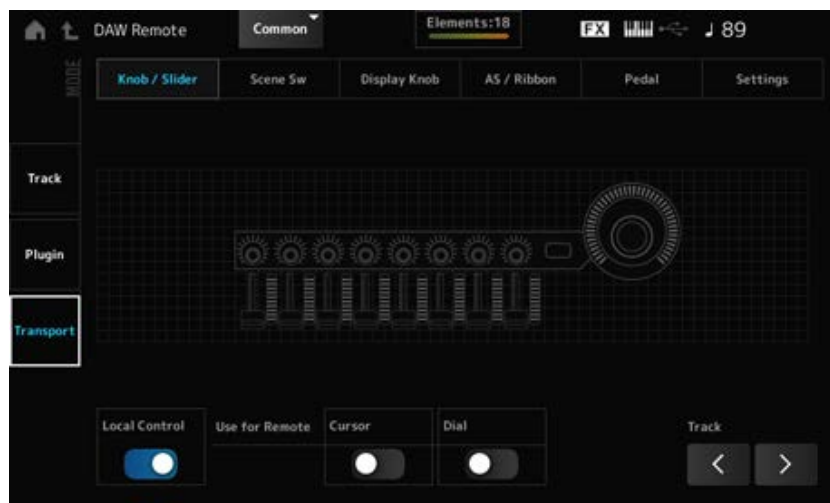 DAW Remote
Common
Elements:18
FX
89
MODE
Knob / Slider
Scene Sw
Display Knob
AS / Ribbon
Pedal
Settings
Track
Plugin
Transport
Local Control
Use for Remote
Cursor
Dial
Track